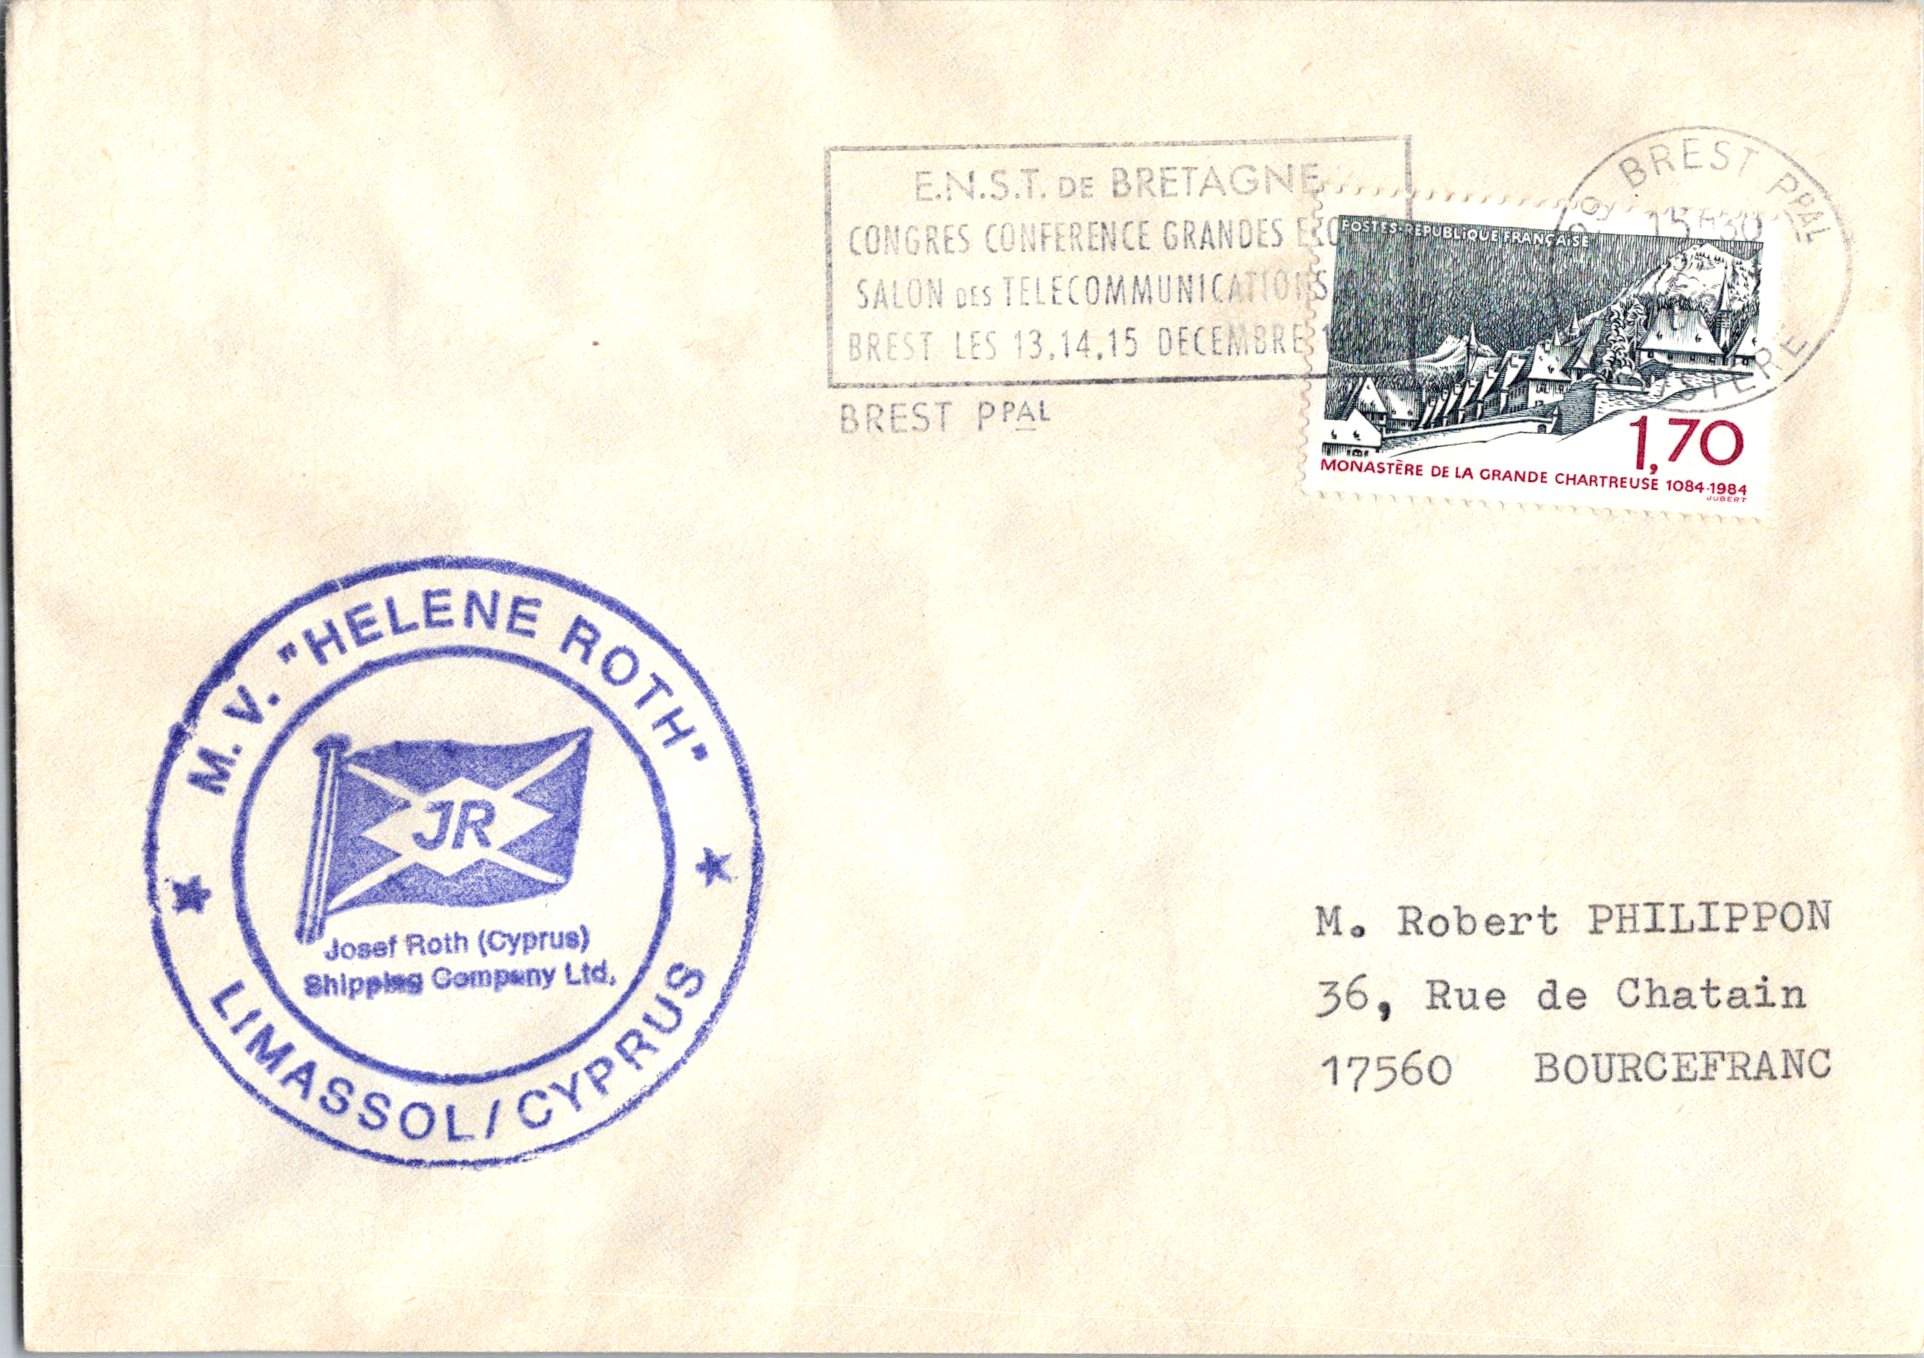 E.N.S.T. DE BRETAGNE
CONGRES CONFERENCE GRANDES
SALON DES TELECOMMUNICATIONS
BREST LES 13.14.15 DECEMBRE
BREST PPAL
BREST PPAL
POSTES RÉPUBLIQUE FRANÇAISE
1,70
MONASTÈRE DE LA GRANDE CHARTREUSE 1084-1984
JUBERT
M. V. "HELENE ROTH"
JR
Josef Roth (Cyprus)
Shipping Company Ltd.
LIMASSOL/CYPRUS
M. Robert PHILIPPON
36, Rue de Chatain
17560 BOURCEFRANC